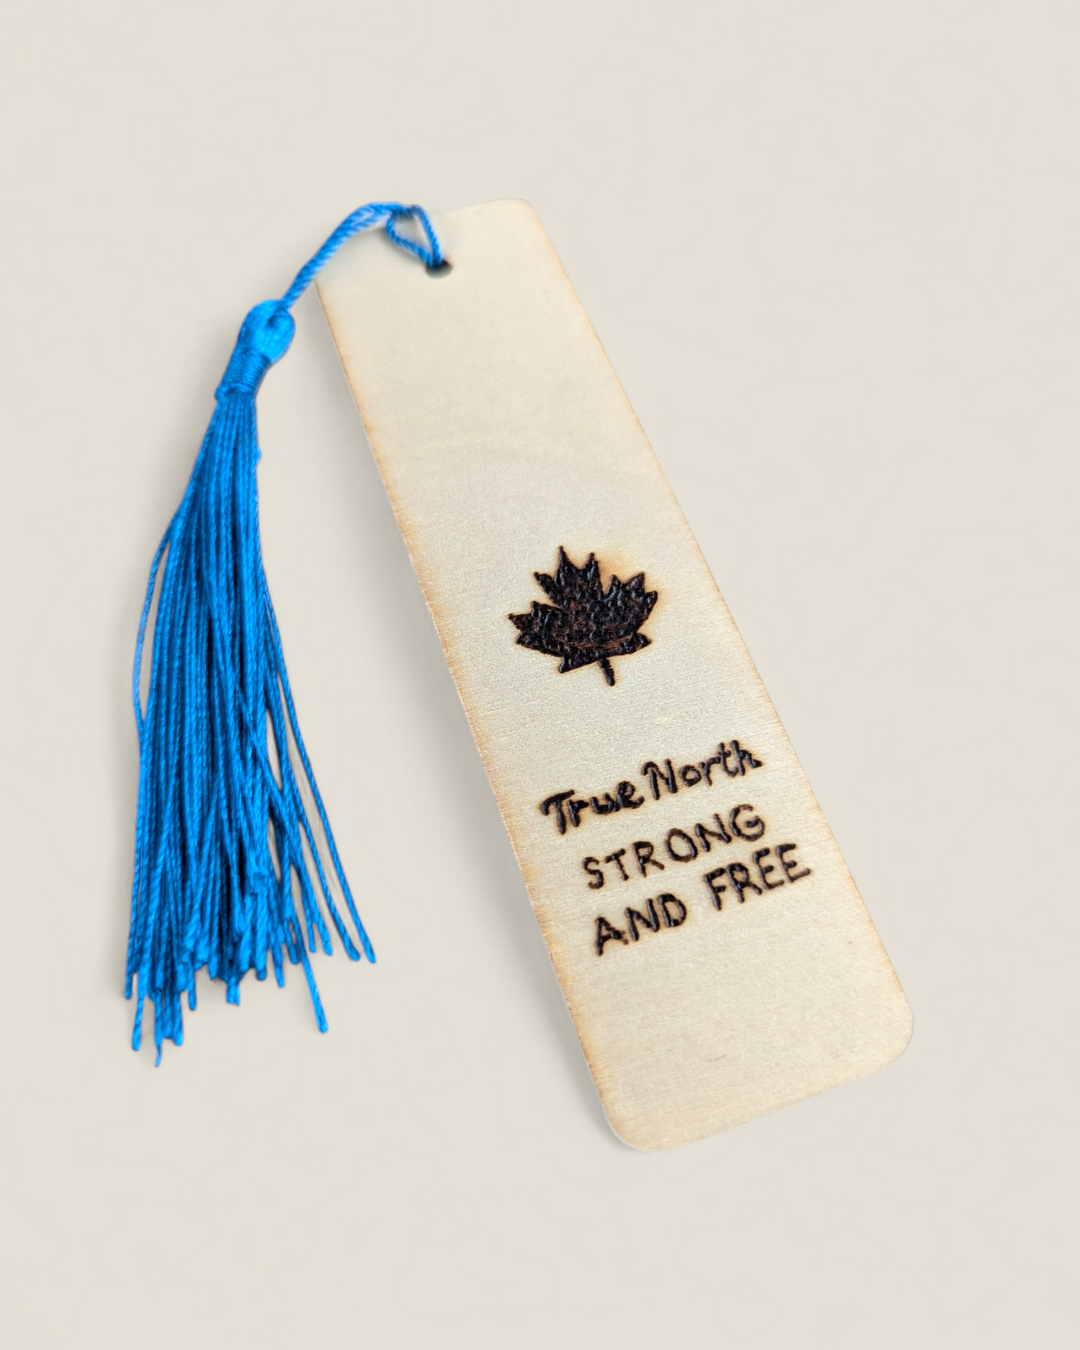 True North
STRONG
AND FREE